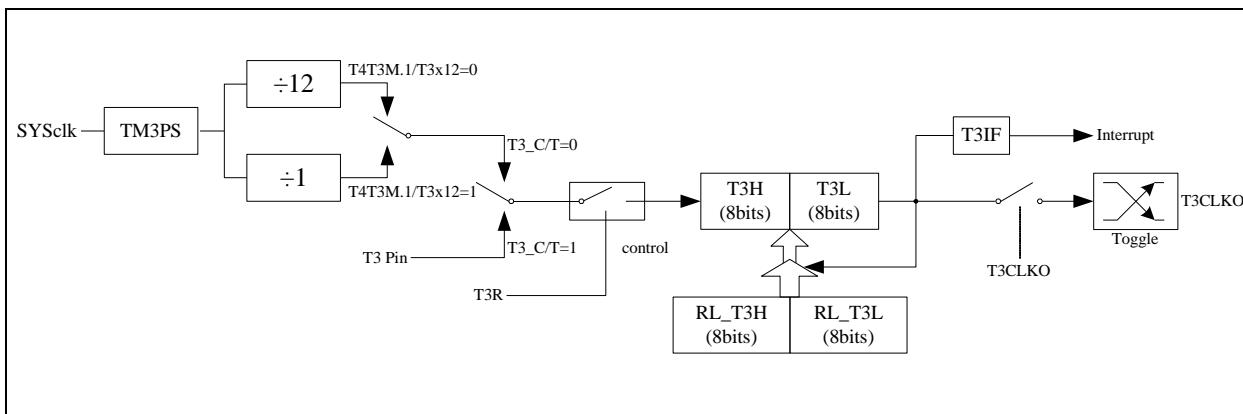 SYSclk
TM3PS
÷12
÷1
T4T3M.1/T3x12=0
T4T3M.1/T3x12=1
T3_C/T=0
T3_C/T=1
T3 Pin
T3R
control
T3H
(8bits)
T3L
(8bits)
RL_T3H
(8bits)
RL_T3L
(8bits)
T3IF
Interrupt
T3CLKO
Toggle
T3CLKO